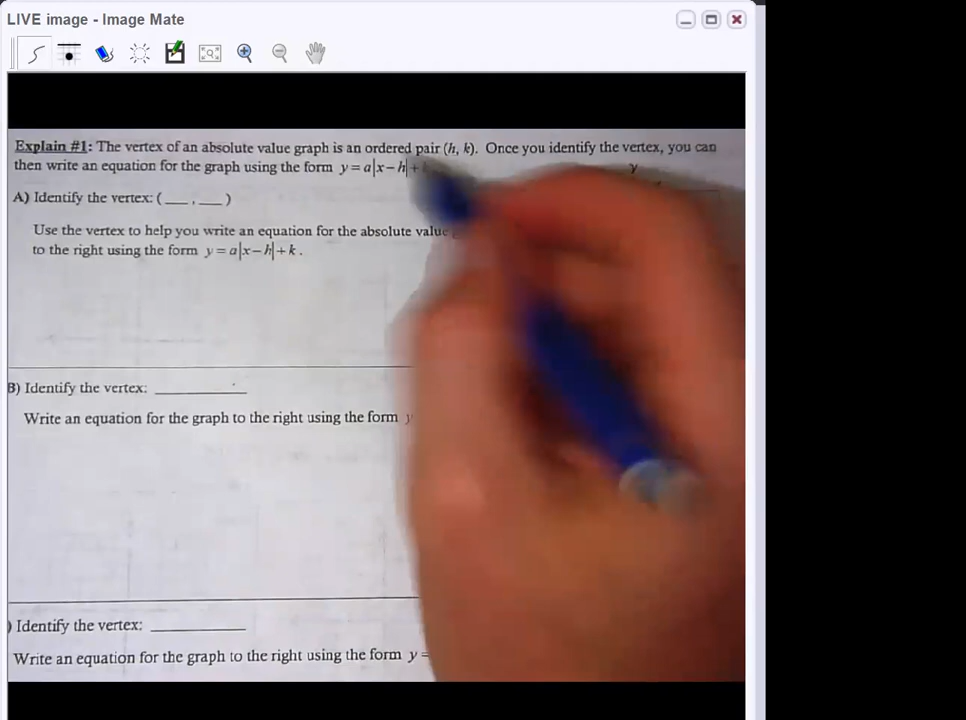 LIVE image - Image Mate
Explain #1: The vertex of an absolute value graph is an ordered pair (h, k). Once you identify the vertex, you can
then write an equation for the graph using the form y = a|x – h| +
y
A) Identify the vertex: ( ___ , ___ )
Use the vertex to help you write an equation for the absolute value
to the right using the form y = a|x – h| + k .
B) Identify the vertex: __________
Write an equation for the graph to the right using the form y
) Identify the vertex: __________
Write an equation for the graph to the right using the form y =